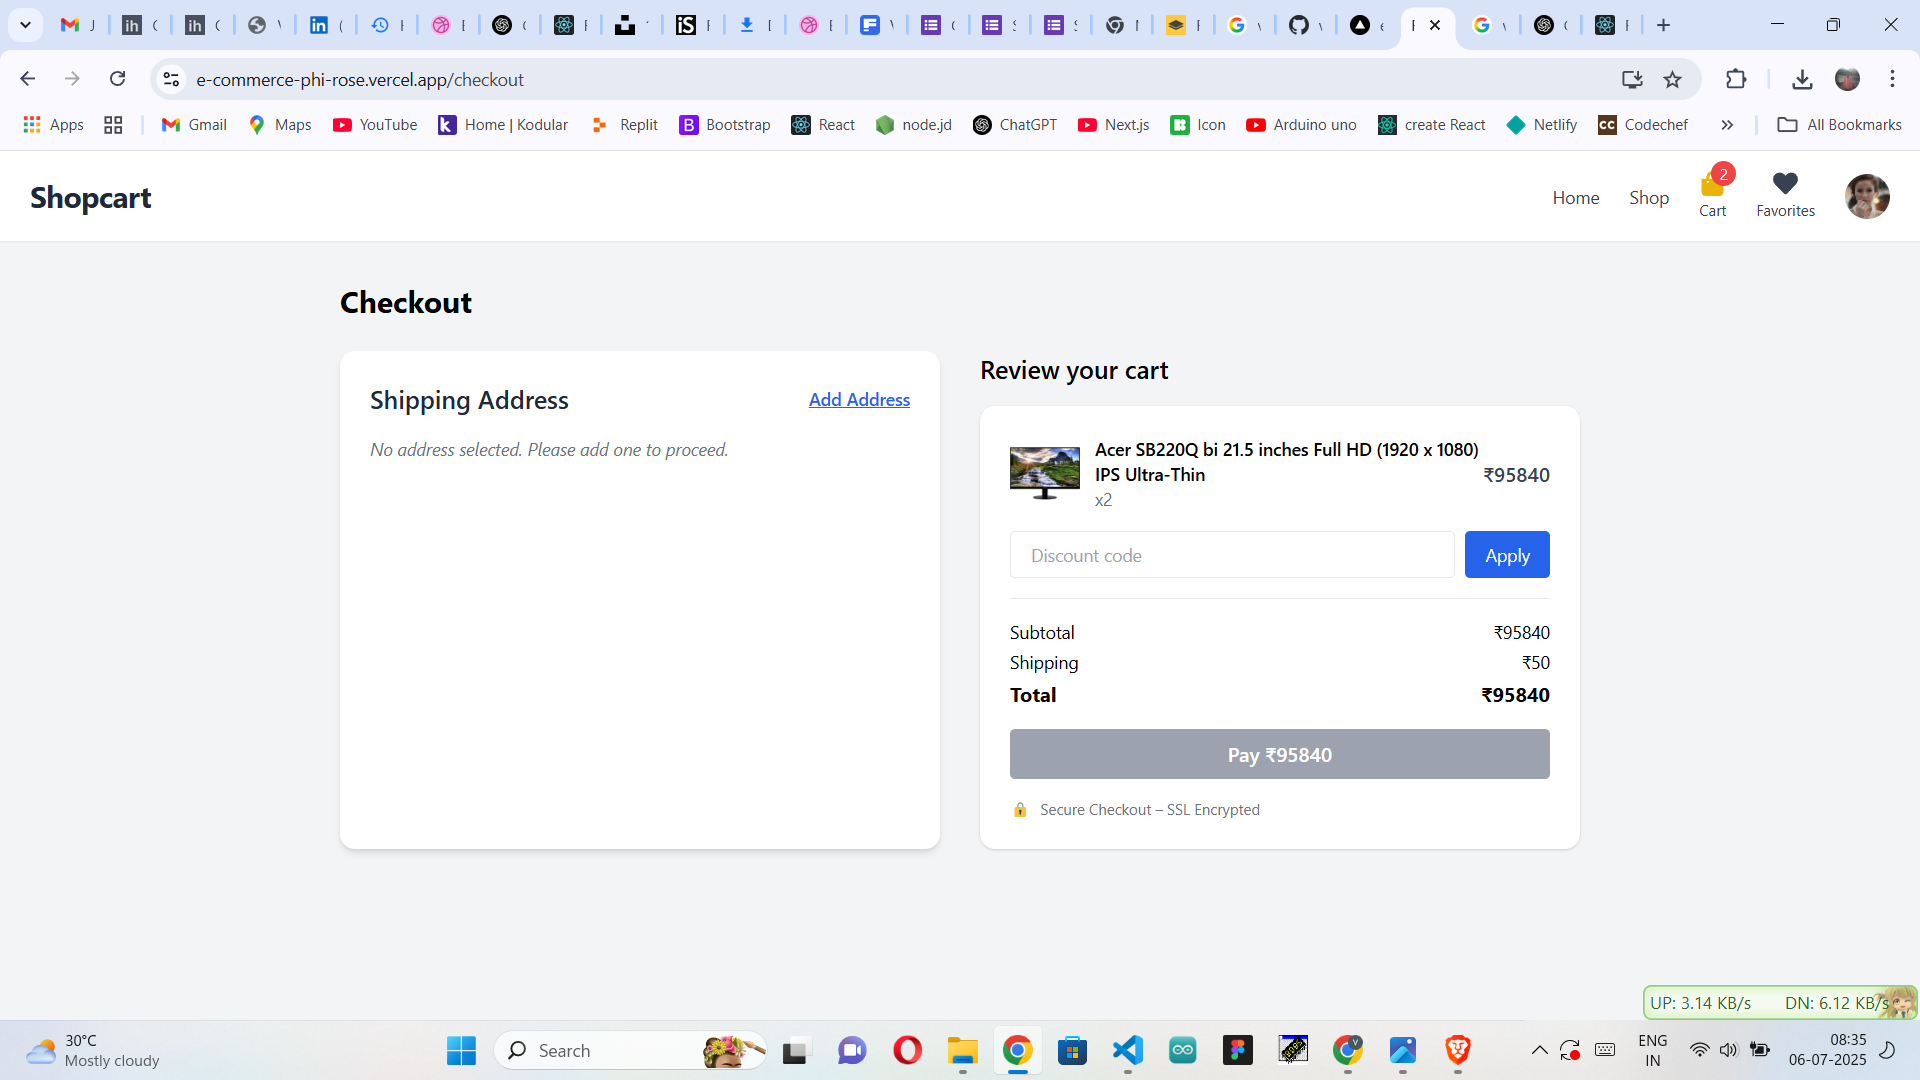 e-commerce-phi-rose.vercel.app/checkout
Apps Gmail Maps YouTube Home | Kodular Replit Bootstrap React node.jd ChatGPT Next.js Icon Arduino uno create React Netlify Codechef All Bookmarks
Shopcart
Home Shop
2
Cart Favorites
Checkout
Shipping Address Add Address
No address selected. Please add one to proceed.
Review your cart
Acer SB220Q bi 21.5 inches Full HD (1920 x 1080)
IPS Ultra-Thin ₹95840
x2
Discount code Apply
Subtotal ₹95840
Shipping ₹50
Total ₹95840
Pay ₹95840
Secure Checkout – SSL Encrypted
UP: 3.14 KB/s DN: 6.12 KB/s
30°C
Mostly cloudy
Search
ENG
IN
08:35
06-07-2025